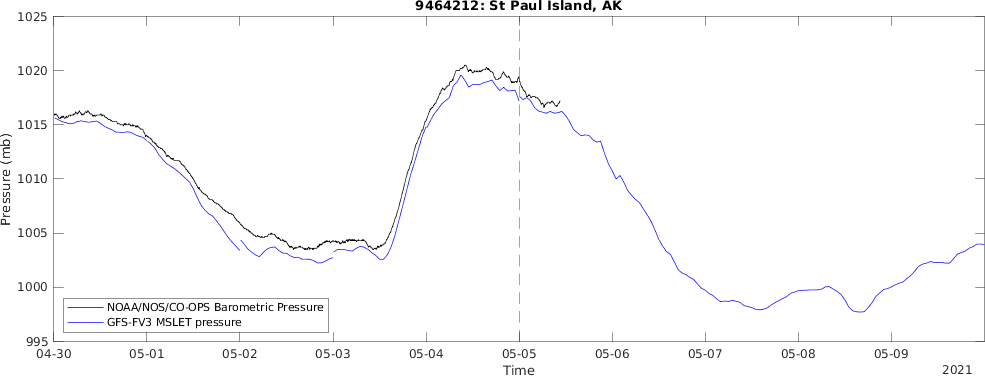 9464212: St Paul Island, AK
Pressure (mb)
1025
1020
1015
1010
1005
1000
995
NOAA/NOS/CO-OPS Barometric Pressure
GFS-FV3 MSLET pressure
04-30 05-01 05-02 05-03 05-04 05-05 05-06 05-07 05-08 05-09
Time
2021